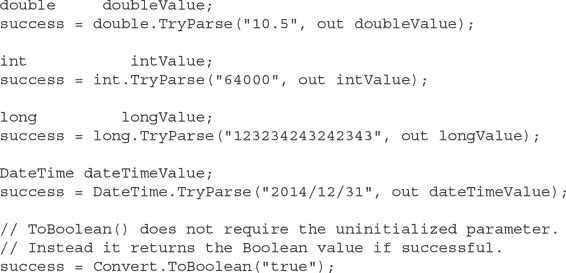 double     doubleValue;
success = double.TryParse("10.5", out doubleValue);
int        intValue;
success = int.TryParse("64000", out intValue);
long       longValue;
success = long.TryParse("123234243242343", out longValue);
DateTime dateTimeValue;
success = DateTime.TryParse("2014/12/31", out dateTimeValue);
// ToBoolean() does not require the uninitialized parameter.
// Instead it returns the Boolean value if successful.
success = Convert.ToBoolean("true");